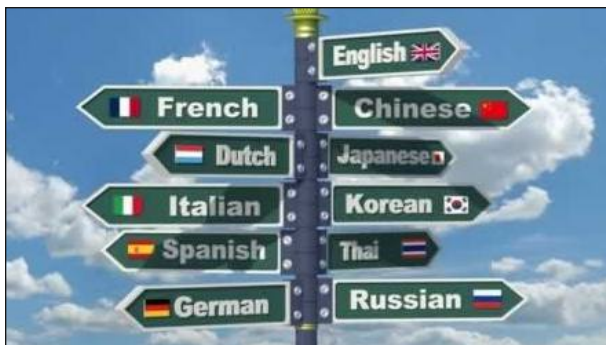 English
French
Chinese
Dutch
Japanese
Italian
Korean
Spanish
Thai
German
Russian